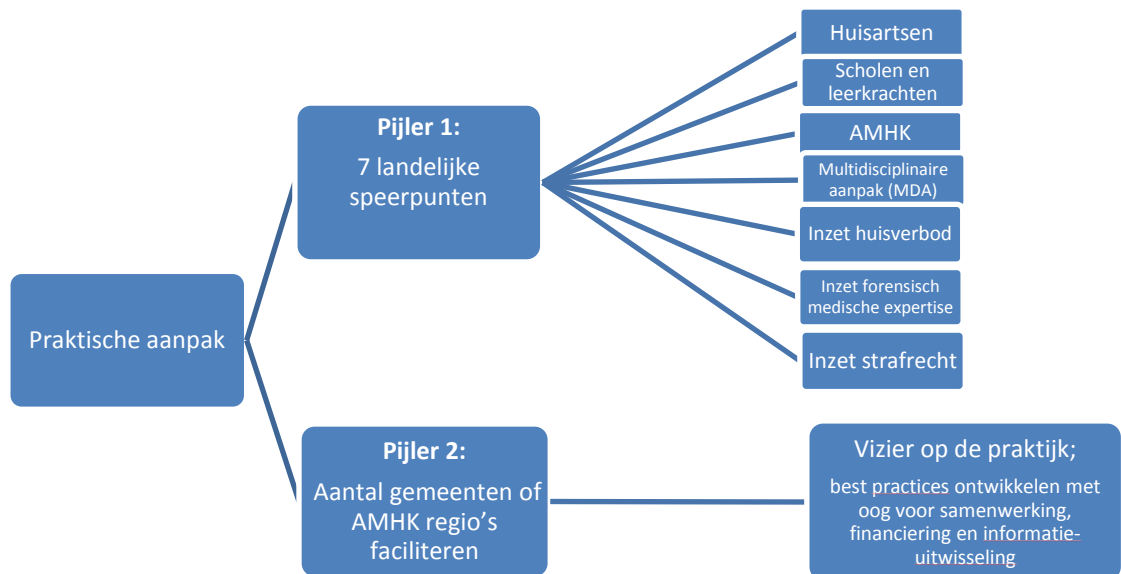 Praktische aanpak
Pijler 1:
7 landelijke
speerpunten
Huisartsen
Scholen en
leerkrachten
AMHK
Multidisciplinaire
aanpak (MDA)
Inzet huisverbod
Inzet forensisch
medische expertise
Inzet strafrecht
Pijler 2:
Aantal gemeenten of
AMHK regio's
faciliteren
Vizier op de praktijk;
best practices ontwikkelen met
oog voor samenwerking,
financiering en informatie-
uitwisseling